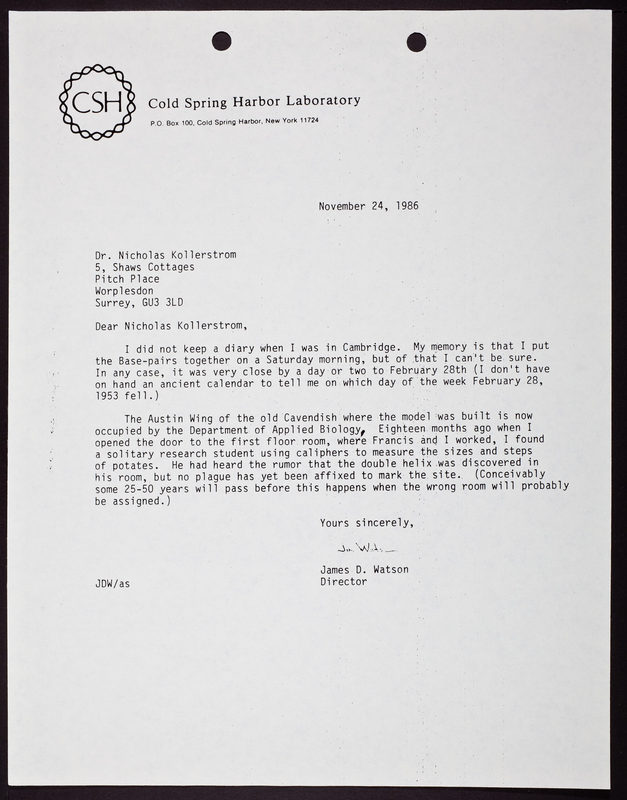 CSH
Cold Spring Harbor Laboratory
P.O. Box 100, Cold Spring Harbor, New York 11724
November 24, 1986
Dr. Nicholas Kollerstrom
5, Shaws Cottages
Pitch Place
Worplesdon
Surrey, GU3 3LD
Dear Nicholas Kollerstrom,
I did not keep a diary when I was in Cambridge. My memory is that I put
the Base-pairs together on a Saturday morning, but of that I can't be sure.
In any case, it was very close by a day or two to February 28th (I don't have
on hand an ancient calendar to tell me on which day of the week February 28,
1953 fell.)
The Austin Wing of the old Cavendish where the model was built is now
occupied by the Department of Applied Biology, Eighteen months ago when I
opened the door to the first floor room, where Francis and I worked, I found
a solitary research student using caliphers to measure the sizes and steps
of potates. He had heard the rumor that the double helix was discovered in
his room, but no plague has yet been affixed to mark the site. (Conceivably
some 25-50 years will pass before this happens when the wrong room will probably
be assigned.)
Yours sincerely,
Jim Watson
James D. Watson
JDW/as Director